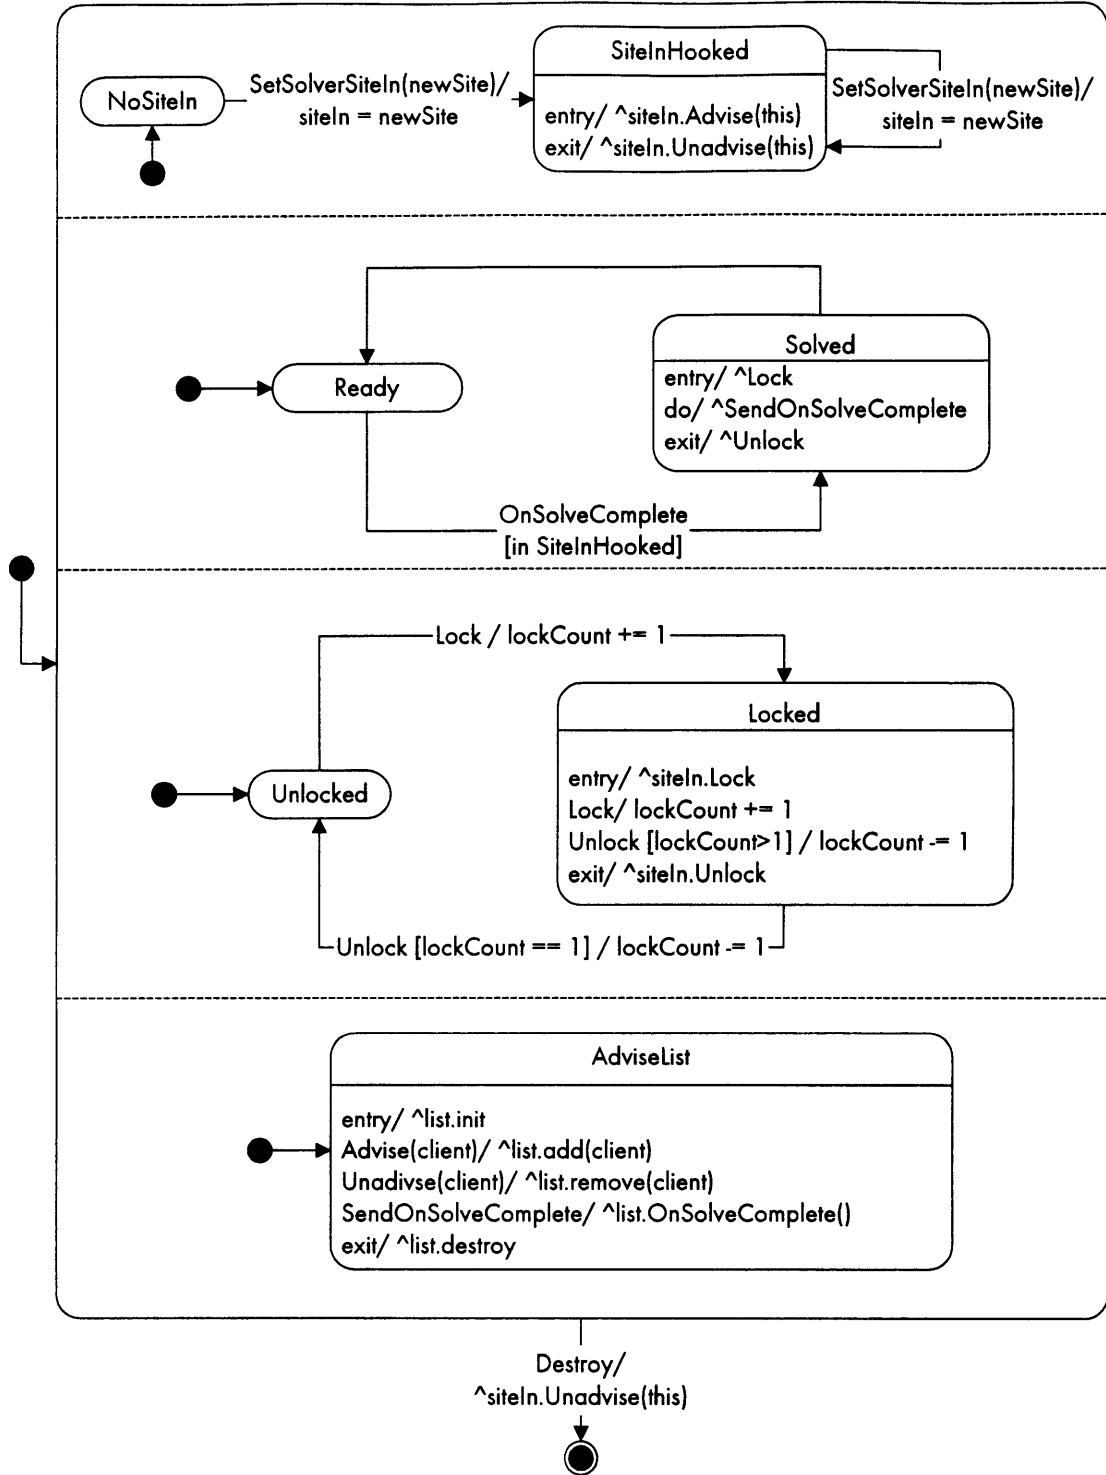 SiteInHooked
NoSiteIn
SetSolverSiteIn(newSite)/
siteIn = newSite
entry/ ^siteIn.Advise(this)
exit/ ^siteIn.Unadvise(this)
SetSolverSiteIn(newSite)/
siteIn = newSite
Ready
Solved
entry/ ^Lock
do/ ^SendOnSolveComplete
exit/ ^Unlock
OnSolveComplete
[in SiteInHooked]
Lock / lockCount += 1
Unlocked
Locked
entry/ ^siteIn.Lock
Lock/ lockCount += 1
Unlock [lockCount>1] / lockCount -= 1
exit/ ^siteIn.Unlock
Unlock [lockCount == 1] / lockCount -= 1
AdviseList
entry/ ^list.init
Advise(client)/ ^list.add(client)
Unadivse(client)/ ^list.remove(client)
SendOnSolveComplete/ ^list.OnSolveComplete()
exit/ ^list.destroy
Destroy/
^siteIn.Unadvise(this)